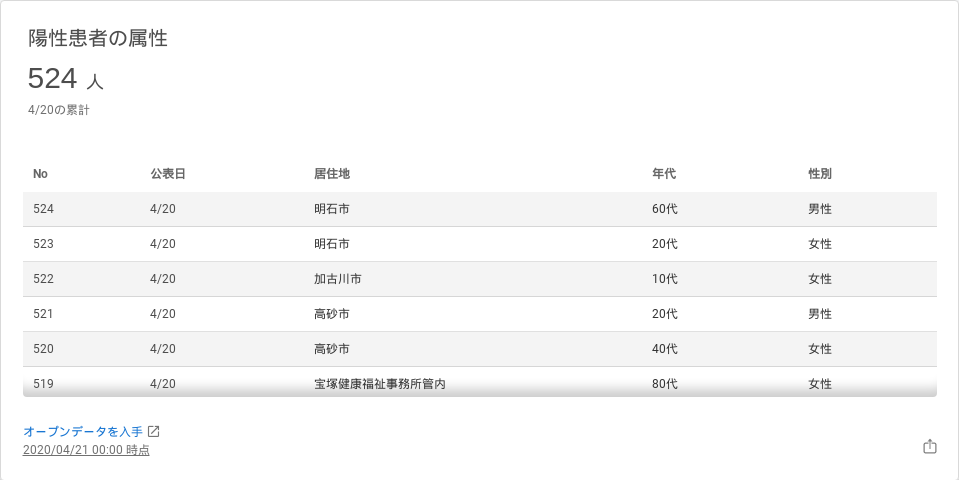 陽性患者の属性
524 人
4/20の累計
No 公表日 居住地 年代 性別
524 4/20 明石市 60代 男性
523 4/20 明石市 20代 女性
522 4/20 加古川市 10代 女性
521 4/20 高砂市 20代 男性
520 4/20 高砂市 40代 女性
519 4/20 宝塚健康福祉事務所管内 80代 女性
オープンデータを入手
2020/04/21 00:00 時点